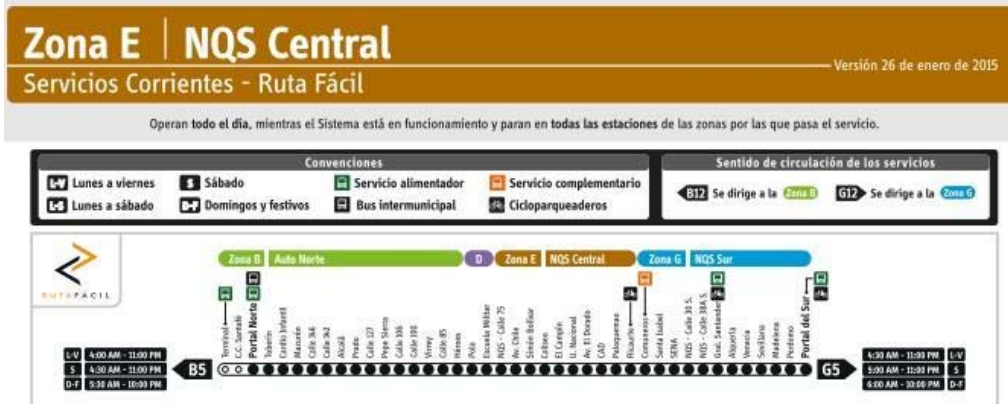 Zona E | NQS Central
Servicios Corrientes - Ruta Fácil
Versión 26 de enero de 2015
Operan todo el día, mientras el Sistema está en funcionamiento y paran en todas las estaciones de las zonas por las que pasa el servicio.
Convenciones
L-V Lunes a viernes
S Sábado
Servicio alimentador
Servicio complementario
L-S Lunes a sábado
D-F Domingos y festivos
Bus intermunicipal
Cicloparqueaderos
Sentido de circulación de los servicios
B12 Se dirige a la Zona B
G12 Se dirige a la Zona G
RUTAFÁCIL
Zona B | Auto Norte
D
Zona E | NQS Central
Zona G | NQS Sur
Terminal
C.C. Santafé
Portal Norte
Toberín
Cardio Infantil
Mazurén
Calle 146
Calle 142
Alcalá
Prado
Calle 127
Pepe Sierra
Calle 106
Calle 100
Virrey
Calle 85
Héroes
Polo
Escuela Militar
NQS - Calle 75
Av. Chile
Simón Bolívar
Coliseo
El Campín
U. Nacional
Av. El Dorado
CAD
Paloquemao
Ricaurte
Comuneros
Santa Isabel
SENA
NQS - Calle 30 S.
NQS - Calle 38A S.
Gral. Santander
Alquería
Venecia
Sevillana
Madelena
Perdomo
Portal del Sur
L-V 4:00 AM - 11:00 PM
S 4:30 AM - 11:00 PM
D-F 5:30 AM - 10:00 PM
B5
G5
4:30 AM - 11:00 PM L-V
5:00 AM - 11:00 PM S
6:00 AM - 10:00 PM D-F